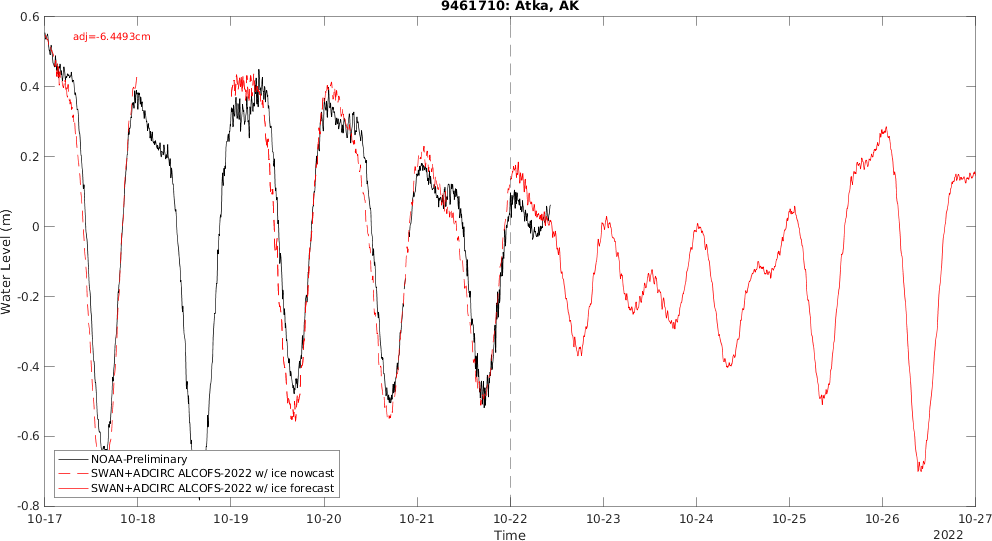 9461710: Atka, AK
adj=-6.4493cm
Water Level (m)
0.6
0.4
0.2
0
-0.2
-0.4
-0.6
-0.8
NOAA-Preliminary
SWAN+ADCIRC ALCOFS-2022 w/ ice nowcast
SWAN+ADCIRC ALCOFS-2022 w/ ice forecast
10-17 10-18 10-19 10-20 10-21 10-22 10-23 10-24 10-25 10-26 10-27
Time
2022